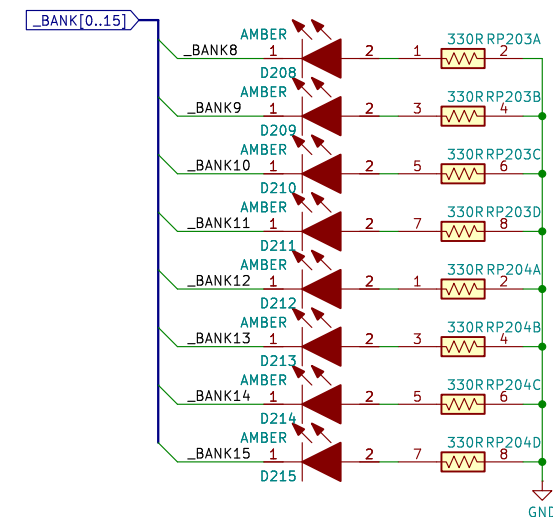 _BANK[0..15]
AMBER 330R RP203A
_BANK8 1 2 1 2
D208
AMBER 330R RP203B
_BANK9 1 2 3 4
D209
AMBER 330R RP203C
_BANK10 1 2 5 6
D210
AMBER 330R RP203D
_BANK11 1 2 7 8
D211
AMBER 330R RP204A
_BANK12 1 2 1 2
D212
AMBER 330R RP204B
_BANK13 1 2 3 4
D213
AMBER 330R RP204C
_BANK14 1 2 5 6
D214
AMBER 330R RP204D
_BANK15 1 2 7 8
D215
GND